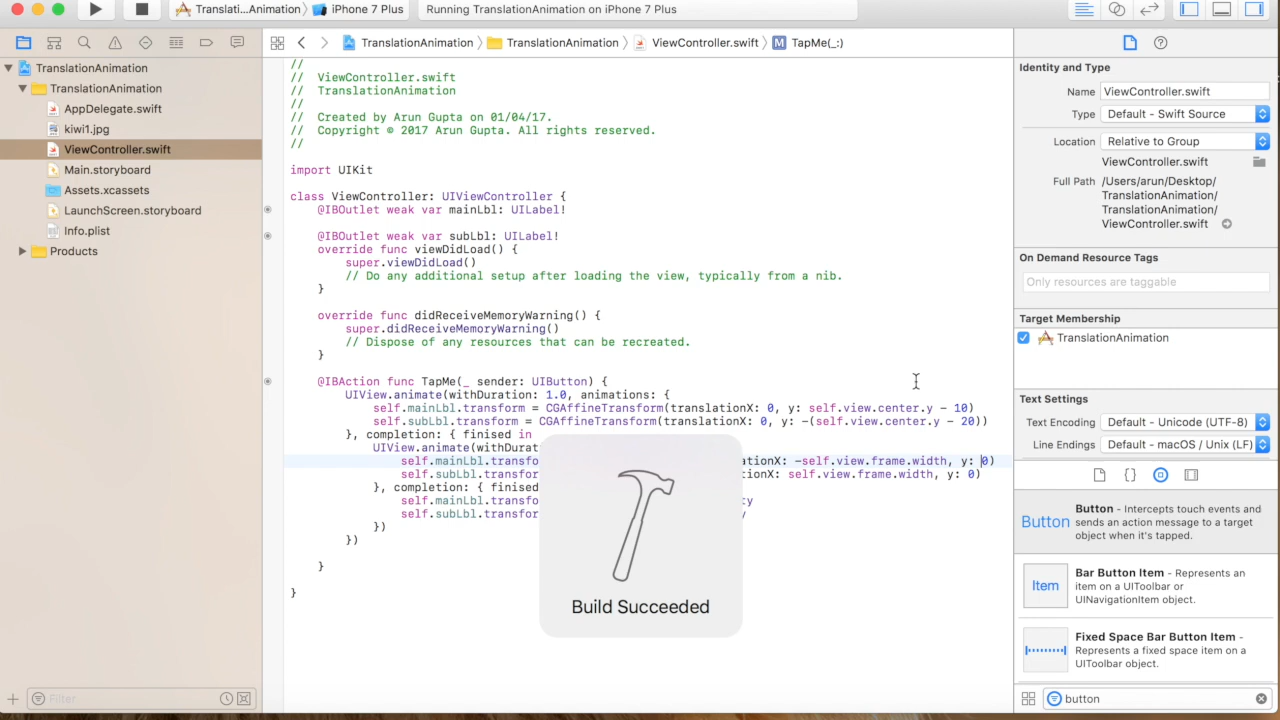 Translati...Animation 〉 iPhone 7 Plus
Running TranslationAnimation on iPhone 7 Plus
TranslationAnimation 〉 TranslationAnimation 〉 ViewController.swift 〉 M TapMe(_:)
TranslationAnimation
TranslationAnimation
AppDelegate.swift
kiwi1.jpg
ViewController.swift
Main.storyboard
Assets.xcassets
LaunchScreen.storyboard
Info.plist
Products
Filter
//
//  ViewController.swift
//  TranslationAnimation
//
//  Created by Arun Gupta on 01/04/17.
//  Copyright © 2017 Arun Gupta. All rights reserved.
//
import UIKit
class ViewController: UIViewController {
@IBOutlet weak var mainLbl: UILabel!
@IBOutlet weak var subLbl: UILabel!
override func viewDidLoad() {
super.viewDidLoad()
// Do any additional setup after loading the view, typically from a nib.
}
override func didReceiveMemoryWarning() {
super.didReceiveMemoryWarning()
// Dispose of any resources that can be recreated.
}
@IBAction func TapMe(_ sender: UIButton) {
UIView.animate(withDuration: 1.0, animations: {
self.mainLbl.transform = CGAffineTransform(translationX: 0, y: self.view.center.y - 10)
self.subLbl.transform = CGAffineTransform(translationX: 0, y: -(self.view.center.y - 20))
}, completion: { finised in
UIView.animate(withDurat
self.mainLbl.transfo ationX: -self.view.frame.width, y: 0)
self.subLbl.transfor nX: self.view.frame.width, y: 0)
}, completion: { finised
self.mainLbl.transfo ty
self.subLbl.transfor y
})
})
}
}
Build Succeeded
Identity and Type
Name ViewController.swift
Type Default - Swift Source
Location Relative to Group
ViewController.swift
Full Path /Users/arun/Desktop/
TranslationAnimation/
TranslationAnimation/
ViewController.swift
On Demand Resource Tags
Only resources are taggable
Target Membership
TranslationAnimation
Text Settings
Text Encoding Default - Unicode (UTF-8)
Line Endings Default - macOS / Unix (LF)
{ }
Button
Button - Intercepts touch events and
sends an action message to a target
object when it's tapped.
Item
Bar Button Item - Represents an
item on a UIToolbar or
UINavigationItem object.
Fixed Space Bar Button Item -
Represents a fixed space item on a
UIToolbar object.
button